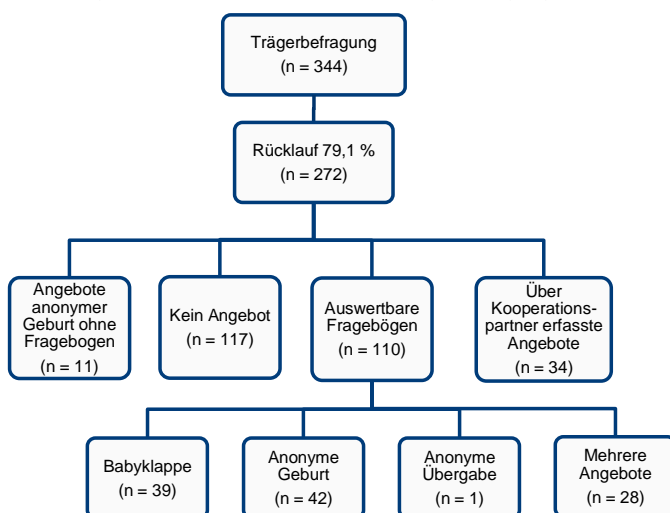 Trägerbefragung
(n = 344)
Rücklauf 79,1 %
(n = 272)
Angebote
anonymer
Geburt ohne
Fragebogen
(n = 11)
Kein Angebot
(n = 117)
Auswertbare
Fragebögen
(n = 110)
Über
Kooperations-
partner erfasste
Angebote
(n = 34)
Babyklappe
(n = 39)
Anonyme
Geburt
(n = 42)
Anonyme
Übergabe
(n = 1)
Mehrere
Angebote
(n = 28)